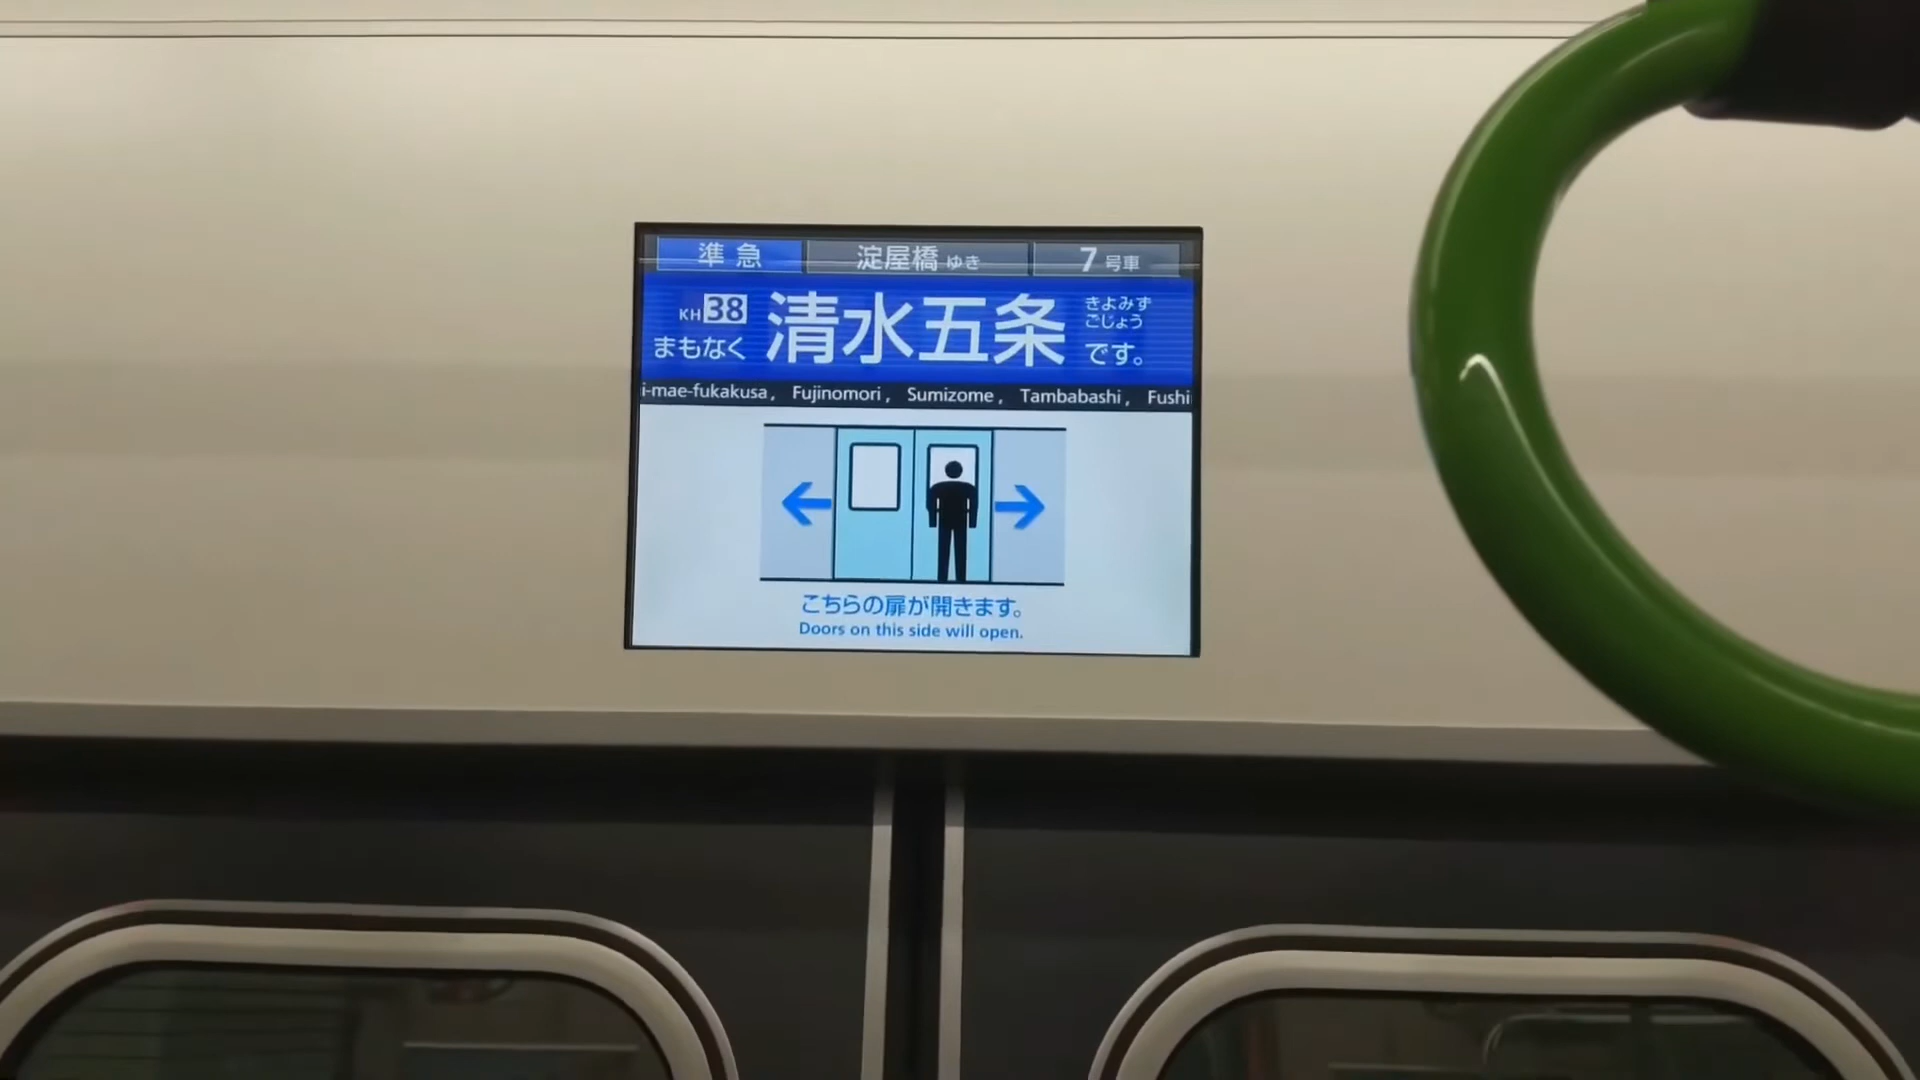 準急 淀屋橋 ゆき 7 号車
KH38 まもなく 清水五条 きよみず ごじょう です。
i-mae-fukakusa, Fujinomori, Sumizome, Tambabashi, Fushi
こちらの扉が開きます。
Doors on this side will open.